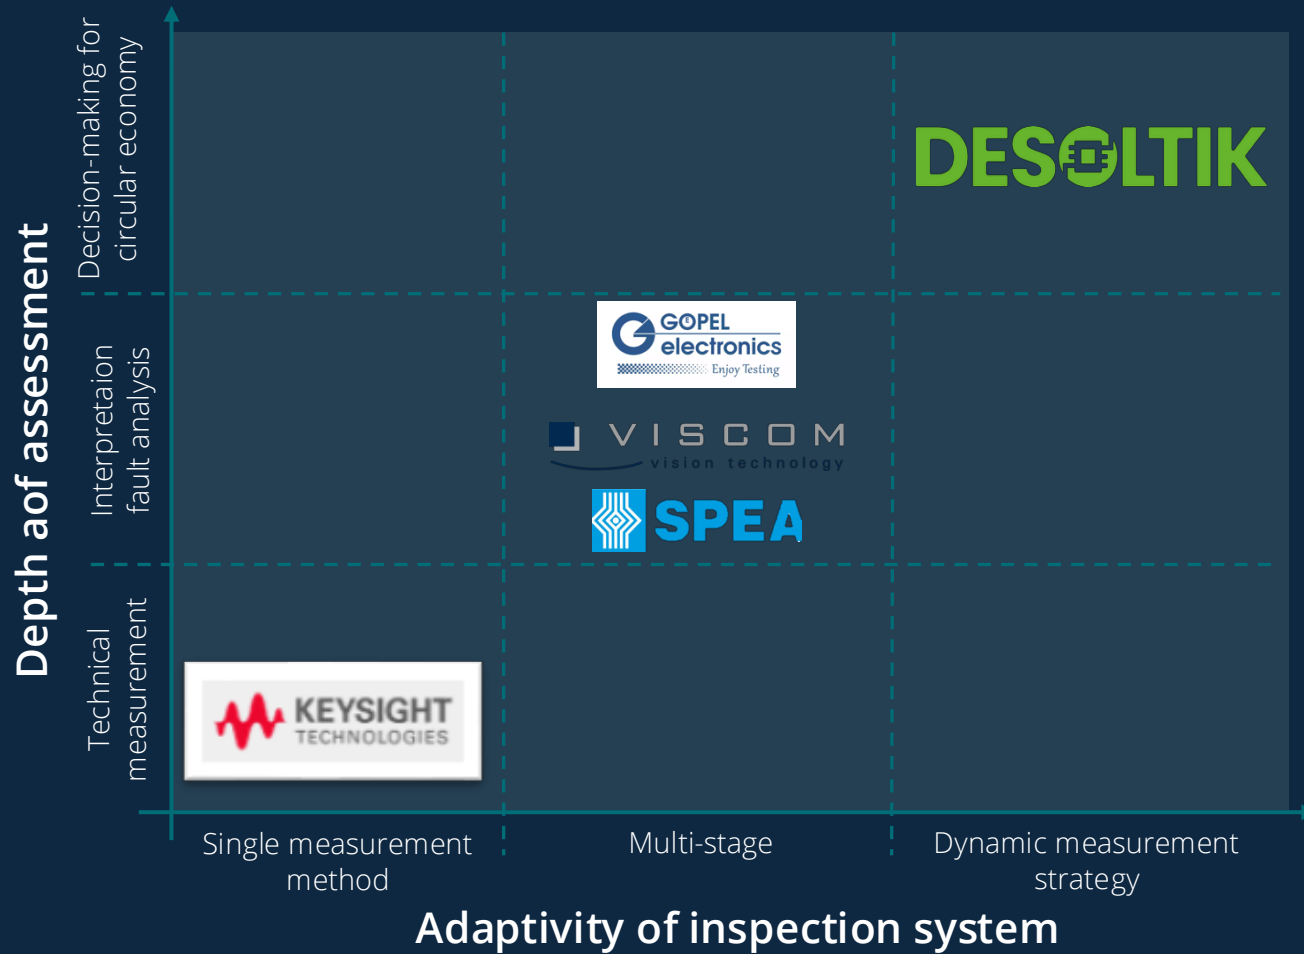 Depth aof assessment
Decision-making for
circular economy
Interpretaion
fault analysis
Technical
measurement
DESOLTIK
GOEPEL
electronics
Enjoy Testing
VISCOM
vision technology
SPEA
KEYSIGHT
TECHNOLOGIES
Single measurement
method
Multi-stage
Dynamic measurement
strategy
Adaptivity of inspection system